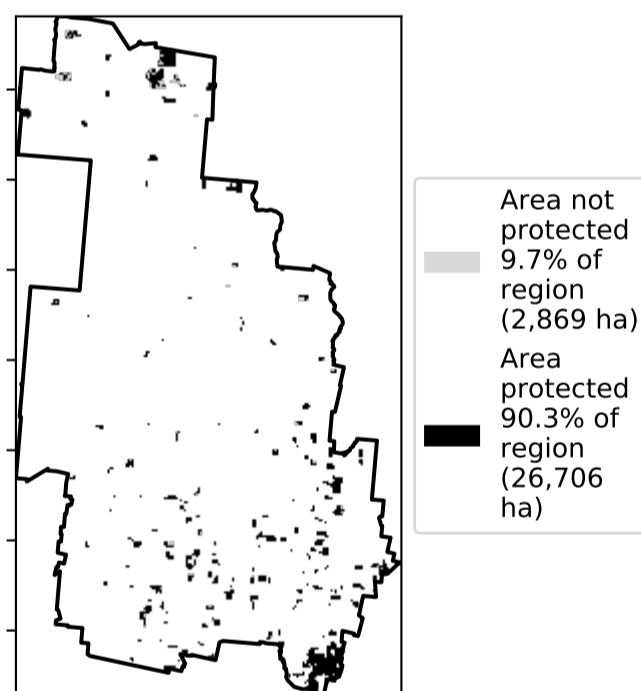 Area not
protected
9.7% of
region
(2,869 ha)
Area
protected
90.3% of
region
(26,706
ha)